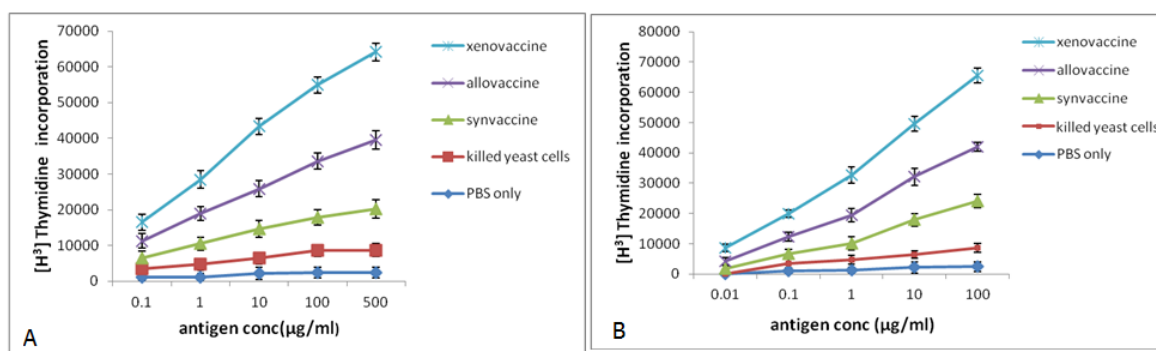 70000
60000
50000
40000
30000
20000
10000
0
[H³] Thymidine incorporation
0.1 1 10 100 500
antigen conc(µg/ml)
A
xenovaccine
allovaccine
synvaccine
killed yeast cells
PBS only
80000
70000
60000
50000
40000
30000
20000
10000
0
[H³] Thymidine incorporation
0.01 0.1 1 10 100
antigen conc (µg/ml)
B
xenovaccine
allovaccine
synvaccine
killed yeast cells
PBS only